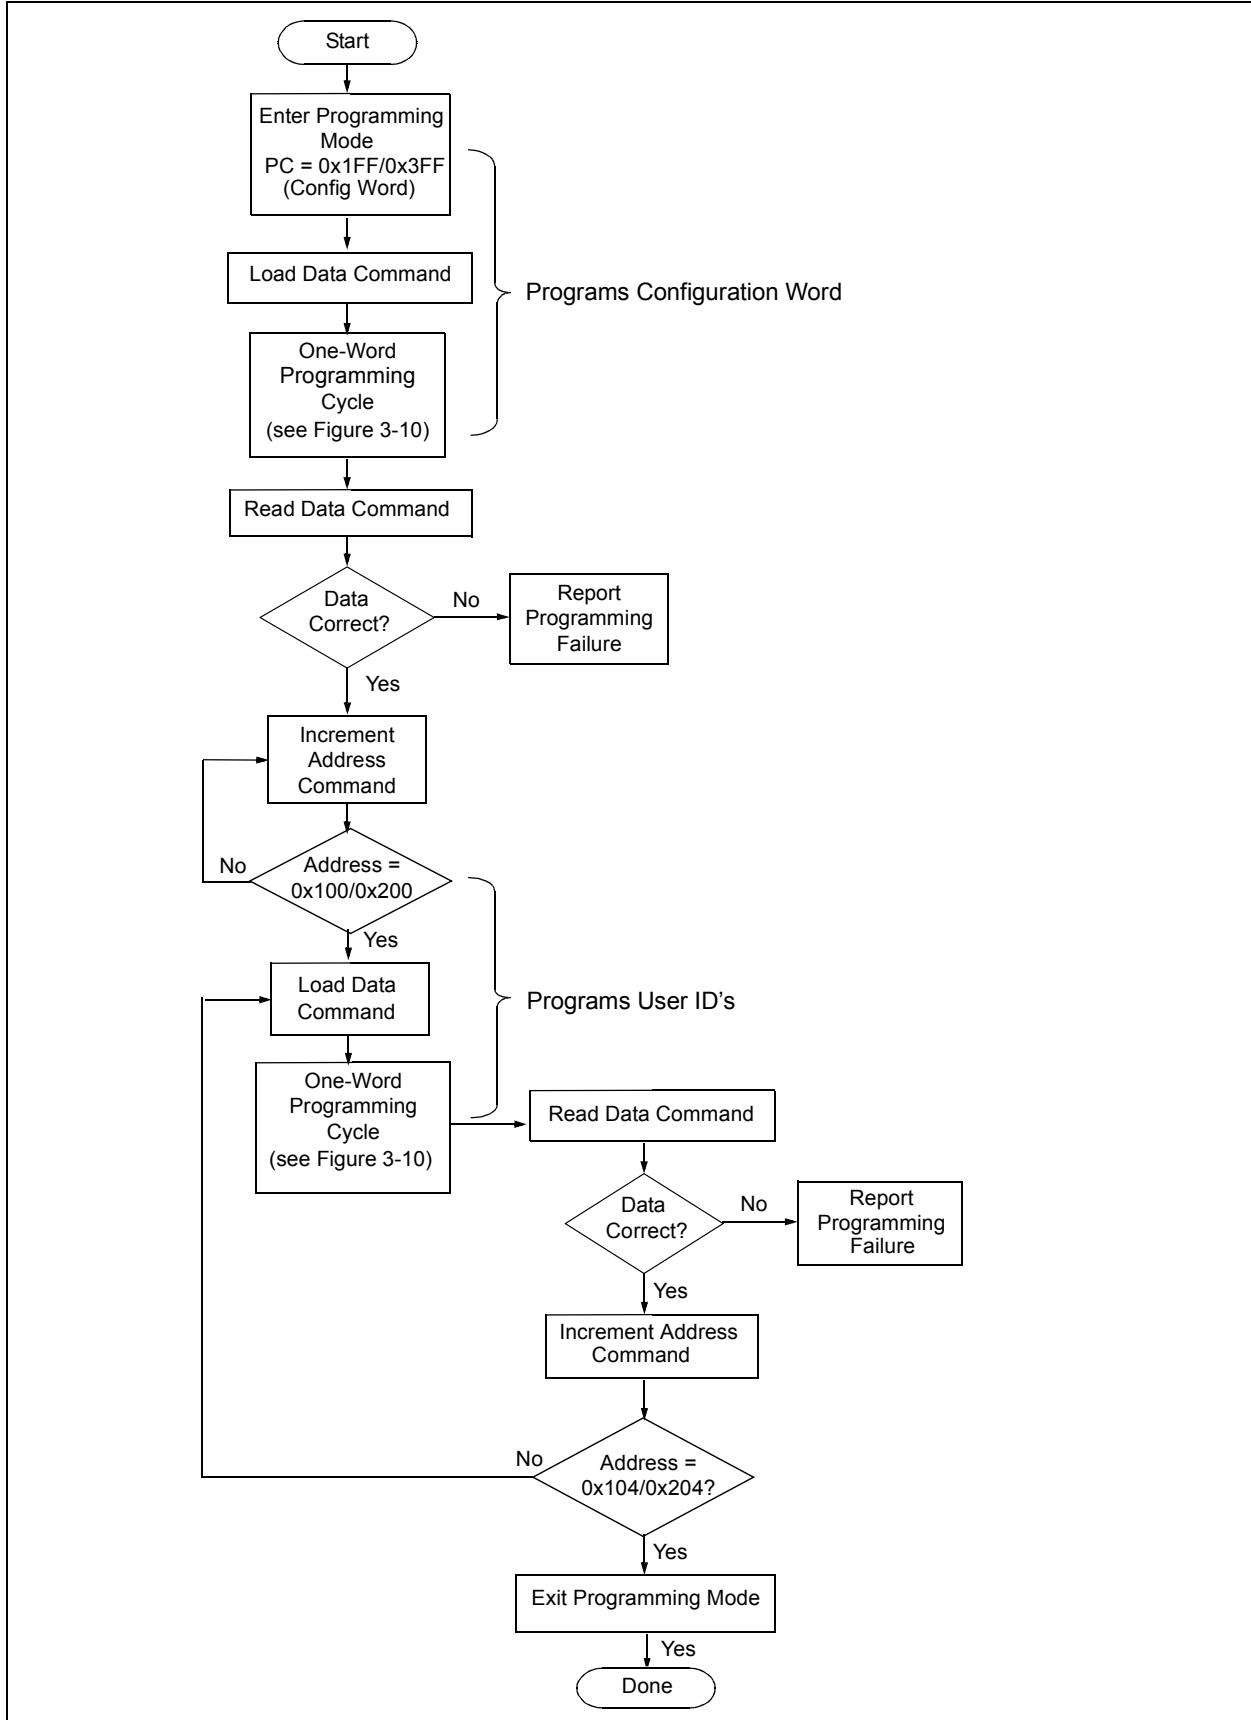 Start
Enter Programming
Mode
PC = 0x1FF/0x3FF
(Config Word)
Load Data Command
Programs Configuration Word
One-Word
Programming
Cycle
(see Figure 3-10)
Read Data Command
Data
Correct?
No
Report
Programming
Failure
Yes
Increment
Address
Command
No
Address =
0x100/0x200
Yes
Load Data
Command
Programs User ID's
One-Word
Programming
Cycle
(see Figure 3-10)
Read Data Command
Data
Correct?
No
Report
Programming
Failure
Yes
Increment Address
Command
No
Address =
0x104/0x204?
Yes
Exit Programming Mode
Yes
Done